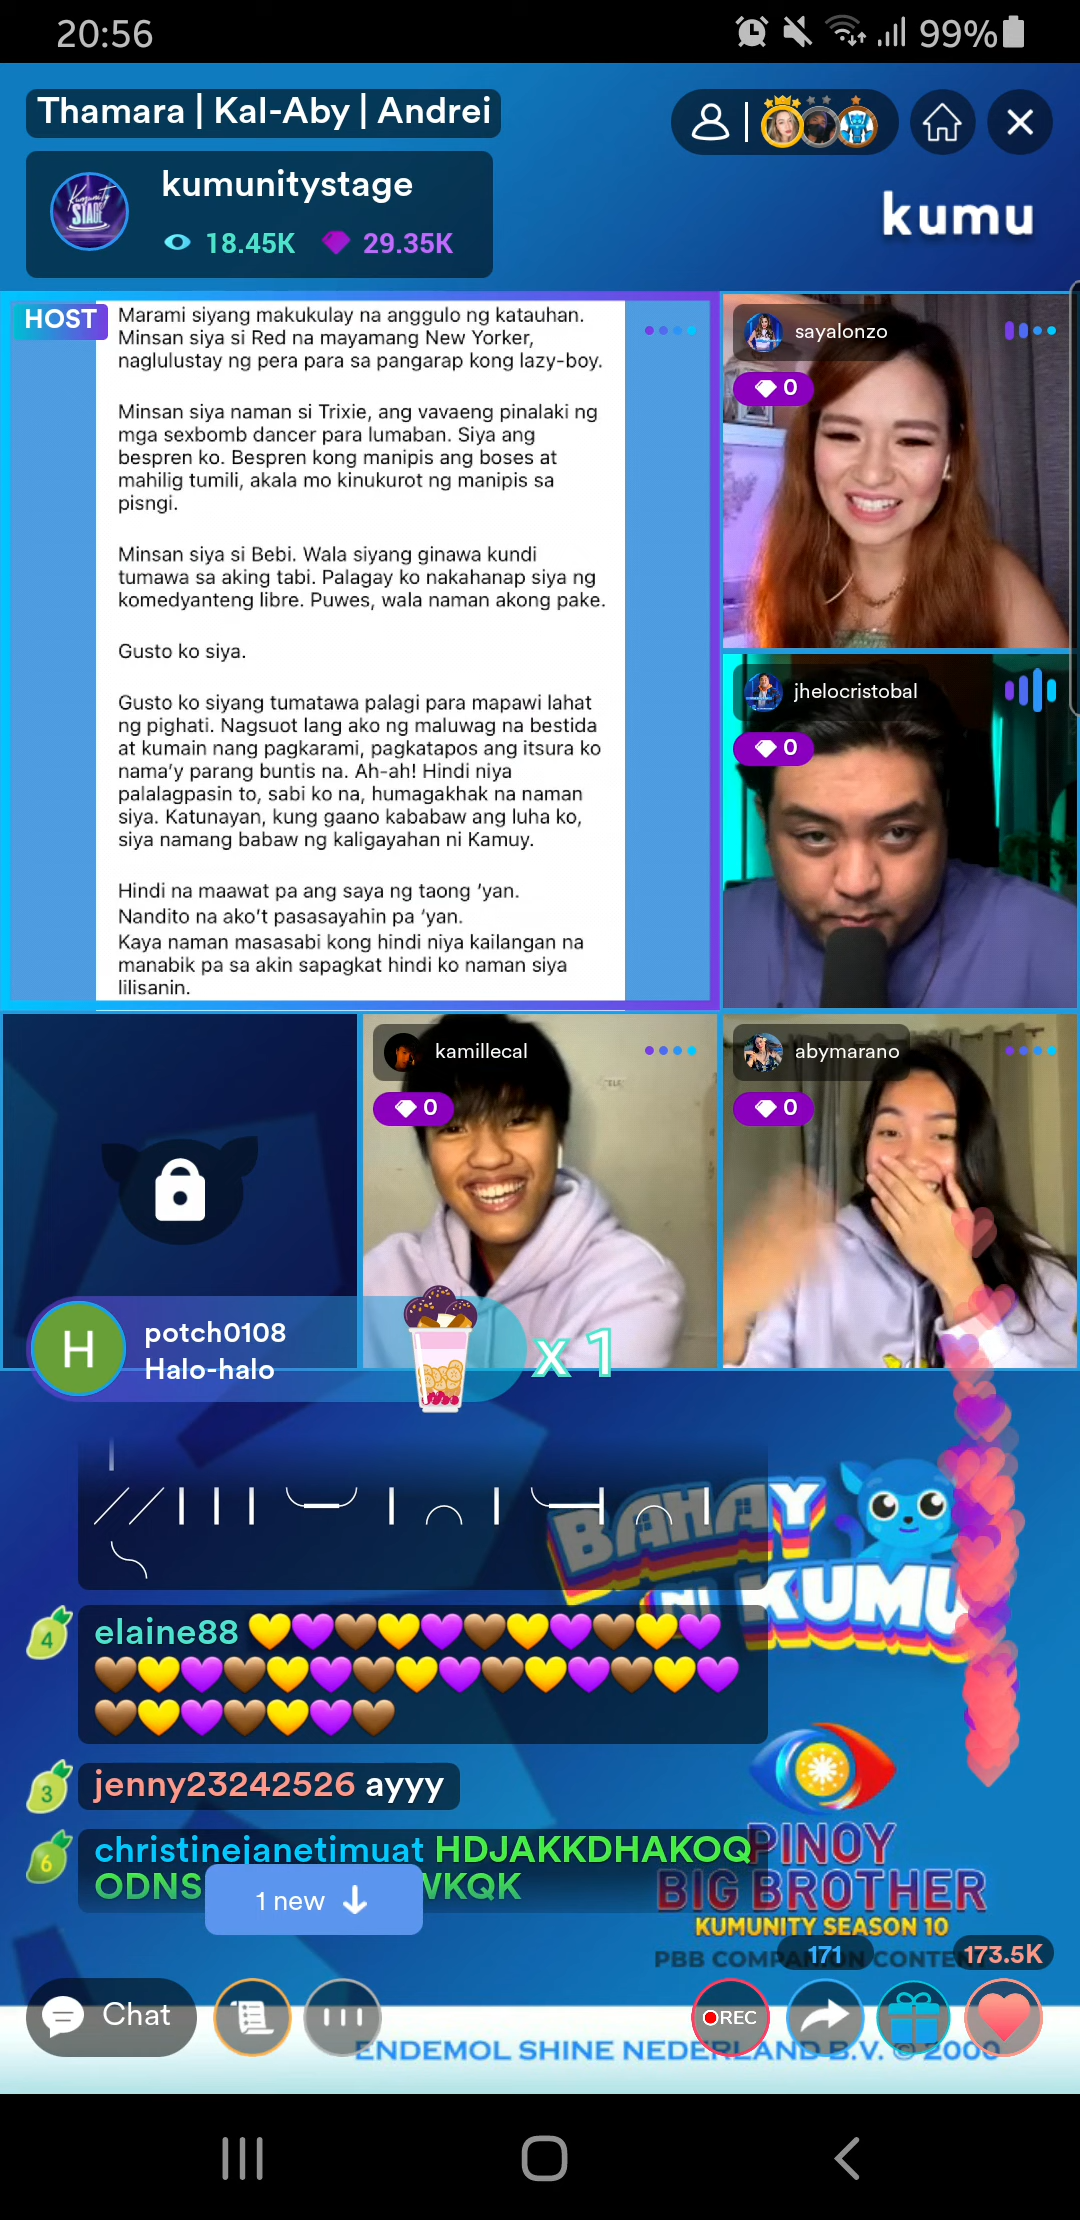 20:56
99%
Thamara | Kal-Aby | Andrei
kumunitystage
18.45K 29.35K
kumu
HOST
Marami siyang makukulay na anggulo ng katauhan.
Minsan siya si Red na mayamang New Yorker,
naglulustay ng pera para sa pangarap kong lazy-boy.
Minsan siya naman si Trixie, ang vavaeng pinalaki ng
mga sexbomb dancer para lumaban. Siya ang
bespren ko. Bespren kong manipis ang boses at
mahilig tumili, akala mo kinukurot ng manipis sa
pisngi.
Minsan siya si Bebi. Wala siyang ginawa kundi
tumawa sa aking tabi. Palagay ko nakahanap siya ng
komedyanteng libre. Puwes, wala naman akong pake.
Gusto ko siya.
Gusto ko siyang tumatawa palagi para mapawi lahat
ng pighati. Nagsuot lang ako ng maluwag na bestida
at kumain nang pagkarami, pagkatapos ang itsura ko
nama'y parang buntis na. Ah-ah! Hindi niya
palalagpasin to, sabi ko na, humagakhak na naman
siya. Katunayan, kung gaano kababaw ang luha ko,
siya namang babaw ng kaligayahan ni Kamuy.
Hindi na maawat pa ang saya ng taong 'yan.
Nandito na ako't pasasayahin pa 'yan.
Kaya naman masasabi kong hindi niya kailangan na
manabik pa sa akin sapagkat hindi ko naman siya
lilisanin.
sayalonzo
0
jhelocristobal
0
kamillecal
0
abymarano
0
H
potch0108
Halo-halo
x 1
BAHAY
NI KUMU
4
elaine88
3
jenny23242526 ayyy
6
christinejanetimuat HDJAKKDHAKOQ
ODNS
WKQK
1 new
PINOY
BIG BROTHER
KUMUNITY SEASON 10
PBB COMPANION CONTENT
171
173.5K
Chat
REC
ENDEMOL SHINE NEDERLAND B.V. © 2000